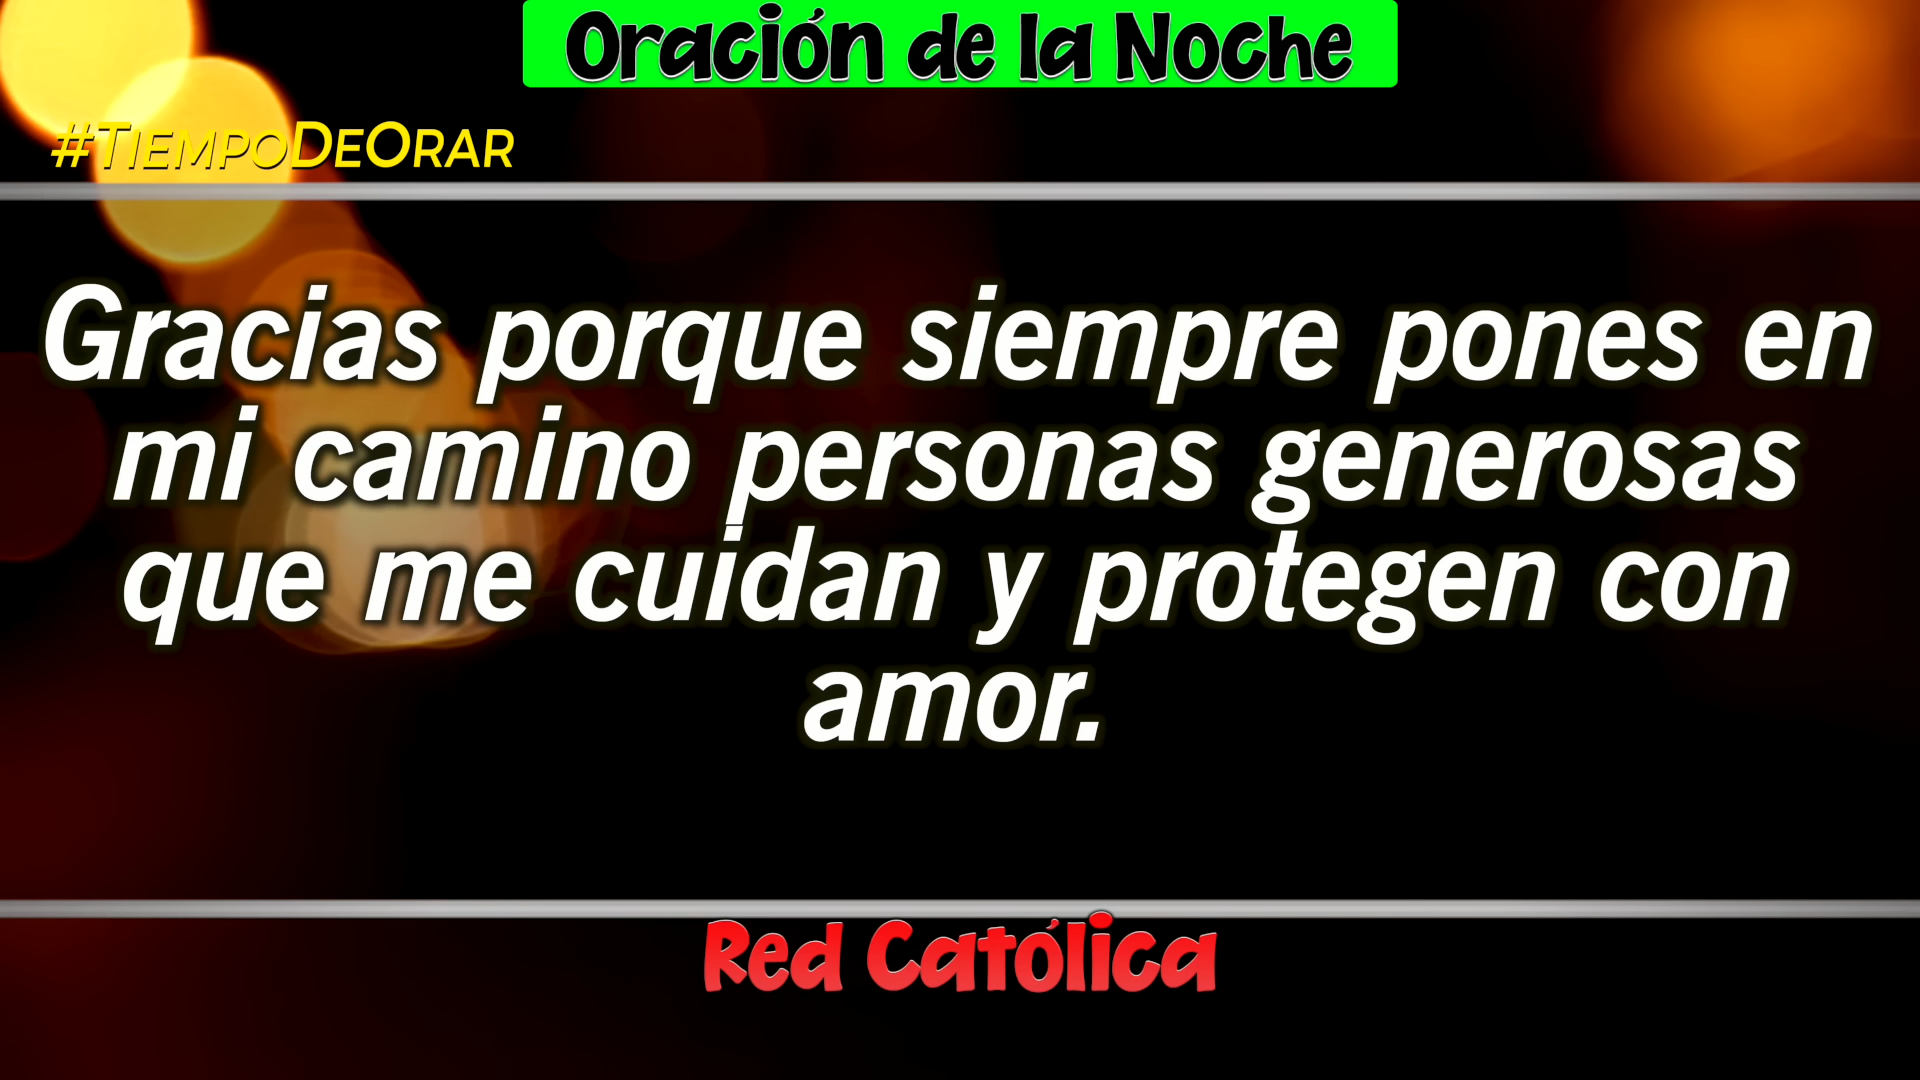 Oración de la Noche
#TiempoDeOrar
Gracias porque siempre pones en
mi camino personas generosas
que me cuidan y protegen con
amor.
Red Católica